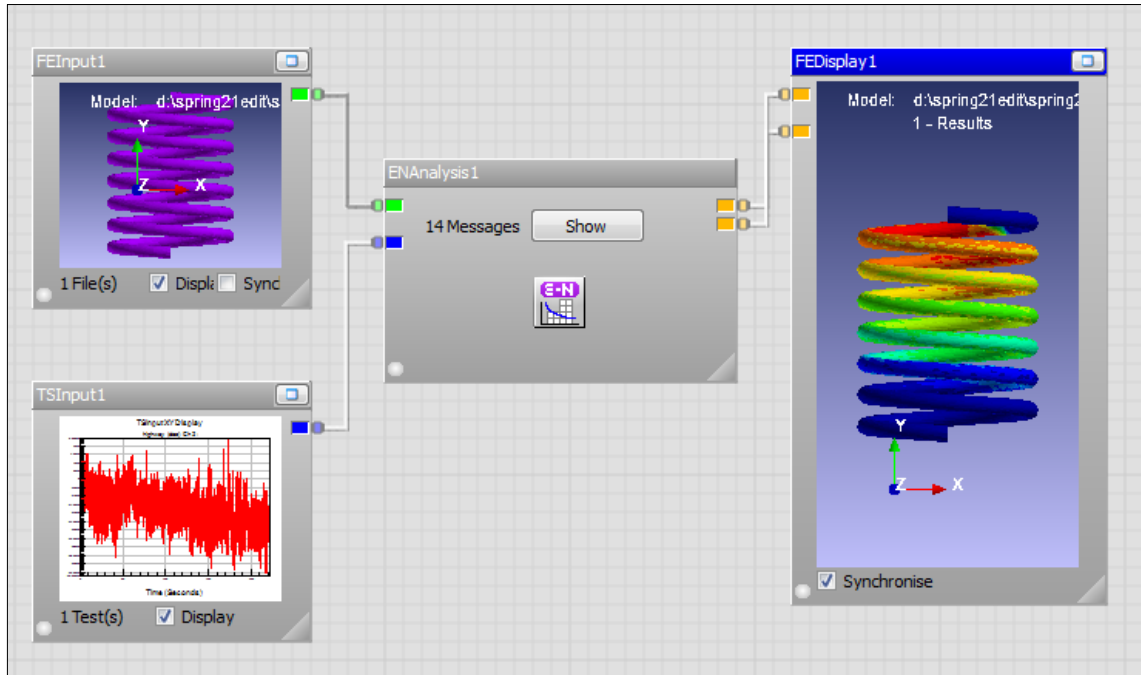 FEInput1
Model: d:\spring21edit\s
Y
Z X
1 File(s) Displa Sync
TSInput1
TSInputXY Display
Time (Seconds)
1 Test(s) Display
ENAnalysis1
14 Messages Show
E-N
FEDisplay1
Model: d:\spring21edit\spring2
1 - Results
Y
Z X
Synchronise